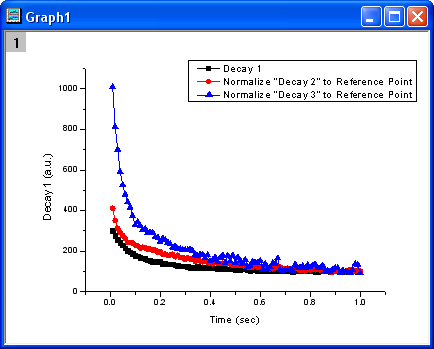 Graph1
1
Decay 1
Normalize "Decay 2" to Reference Point
Normalize "Decay 3" to Reference Point
1000
800
600
400
200
0
Decay1 (a.u.)
0.0 0.2 0.4 0.6 0.8 1.0
Time (sec)